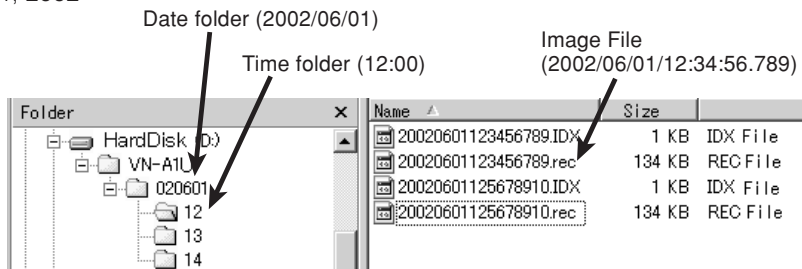 Date folder (2002/06/01)
Time folder (12:00)
Image File
(2002/06/01/12:34:56.789)
Folder ×
HardDisk (D:)
VN-A1U
020601
12
13
14
Name Size
20020601123456789.IDX 1 KB IDX File
20020601123456789.rec 134 KB REC File
20020601125678910.IDX 1 KB IDX File
20020601125678910.rec 134 KB REC File